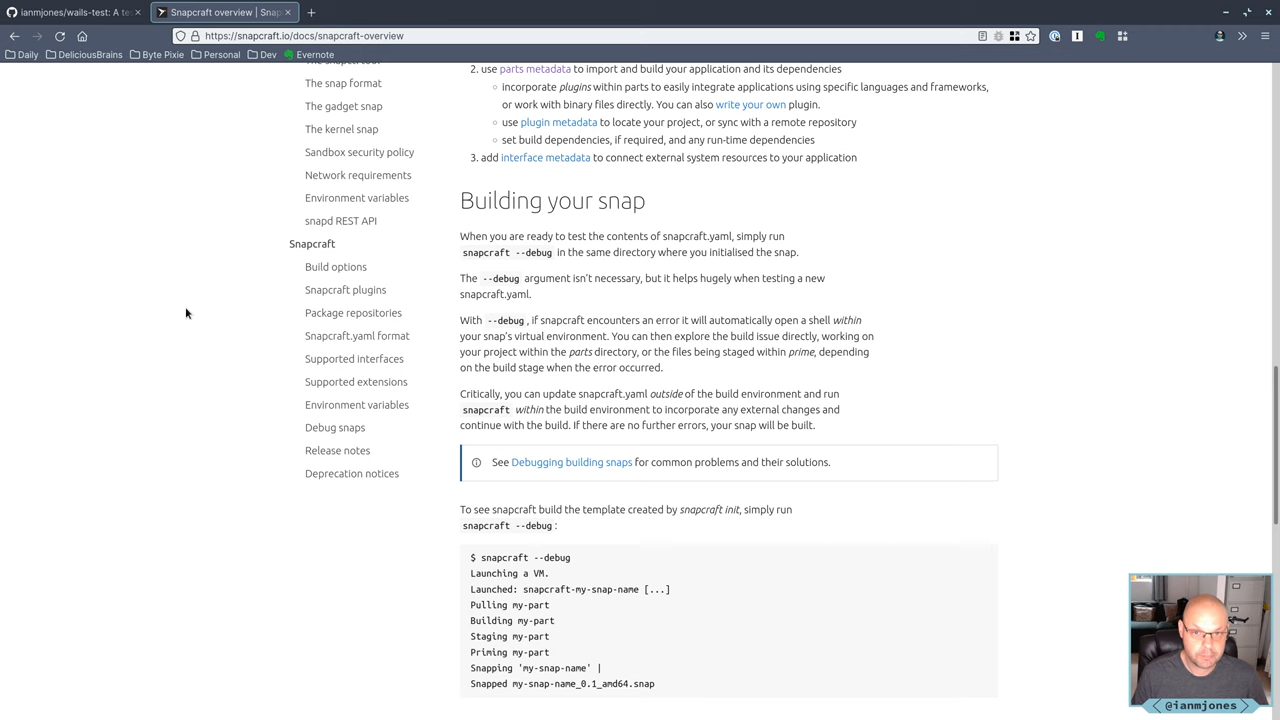 ianmjones/wails-test: A te
Snapcraft overview | Snap
https://snapcraft.io/docs/snapcraft-overview
Daily
DeliciousBrains
Byte Pixie
Personal
Dev
Evernote
The snap format
The gadget snap
The kernel snap
Sandbox security policy
Network requirements
Environment variables
snapd REST API
Snapcraft
Build options
Snapcraft plugins
Package repositories
Snapcraft.yaml format
Supported interfaces
Supported extensions
Environment variables
Debug snaps
Release notes
Deprecation notices
2. use parts metadata to import and build your application and its dependencies
incorporate plugins within parts to easily integrate applications using specific languages and frameworks,
or work with binary files directly. You can also write your own plugin.
use plugin metadata to locate your project, or sync with a remote repository
set build dependencies, if required, and any run-time dependencies
3. add interface metadata to connect external system resources to your application
Building your snap
When you are ready to test the contents of snapcraft.yaml, simply run
snapcraft --debug in the same directory where you initialised the snap.
The --debug argument isn't necessary, but it helps hugely when testing a new
snapcraft.yaml.
With --debug, if snapcraft encounters an error it will automatically open a shell within
your snap's virtual environment. You can then explore the build issue directly, working on
your project within the parts directory, or the files being staged within prime, depending
on the build stage when the error occurred.
Critically, you can update snapcraft.yaml outside of the build environment and run
snapcraft within the build environment to incorporate any external changes and
continue with the build. If there are no further errors, your snap will be built.
See Debugging building snaps for common problems and their solutions.
To see snapcraft build the template created by snapcraft init, simply run
snapcraft --debug:
$ snapcraft --debug
Launching a VM.
Launched: snapcraft-my-snap-name [...]
Pulling my-part
Building my-part
Staging my-part
Priming my-part
Snapping 'my-snap-name' |
Snapped my-snap-name_0.1_amd64.snap
@ianmjones